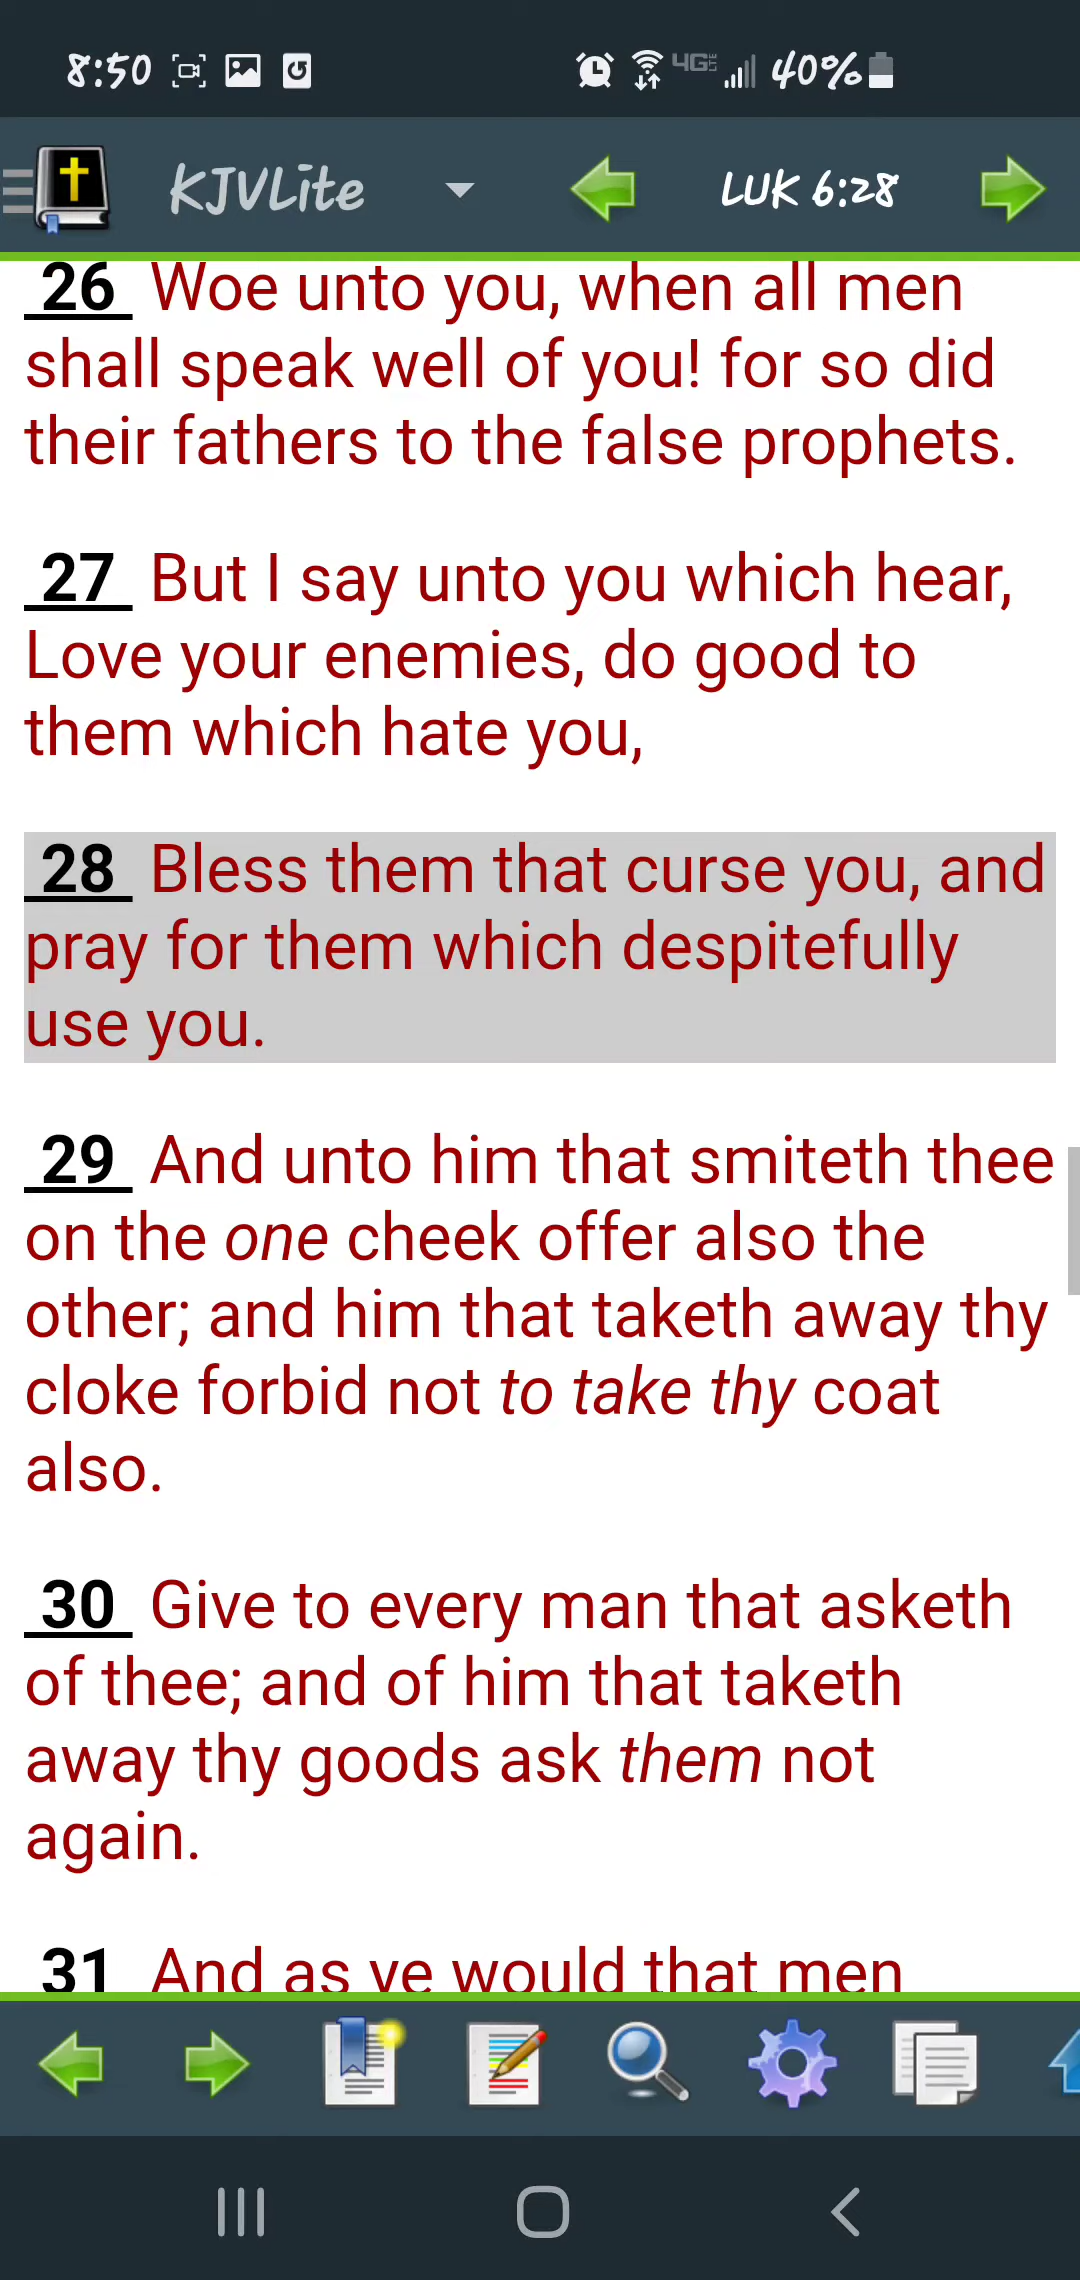 8:50 4G 40%
KJVLite LUK 6:28
26 Woe unto you, when all men
shall speak well of you! for so did
their fathers to the false prophets.
27 But I say unto you which hear,
Love your enemies, do good to
them which hate you,
28 Bless them that curse you, and
pray for them which despitefully
use you.
29 And unto him that smiteth thee
on the one cheek offer also the
other; and him that taketh away thy
cloke forbid not to take thy coat
also.
30 Give to every man that asketh
of thee; and of him that taketh
away thy goods ask them not
again.
31 And as ye would that men